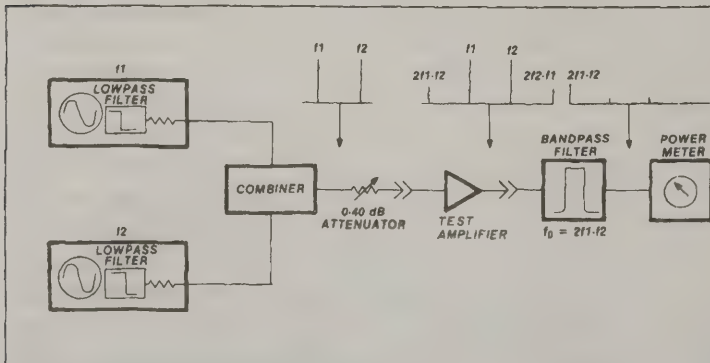 f1
LOWPASS
FILTER
f2
LOWPASS
FILTER
COMBINER
f1
f2
0-40 dB
ATTENUATOR
2f1-f2
f1
f2
2f2-f1
TEST
AMPLIFIER
2f1-f2
BANDPASS
FILTER
f0 = 2f1-f2
POWER
METER